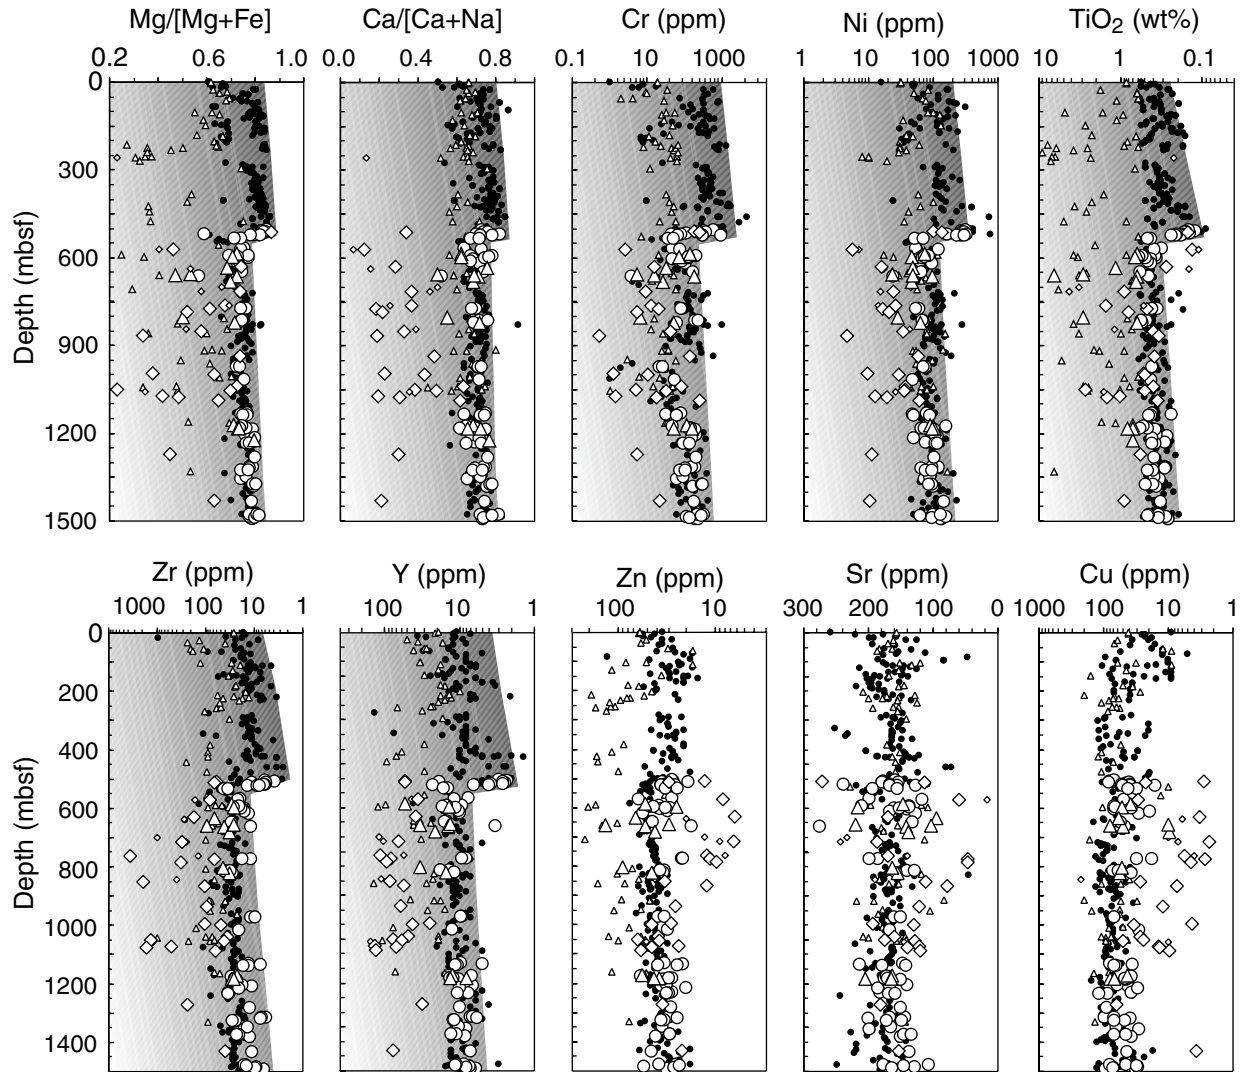 Mg/[Mg+Fe] Ca/[Ca+Na] Cr (ppm) Ni (ppm) TiO2 (wt%)
0.2 0.6 1.0 0.0 0.4 0.8 0.1 10 1000 1 10 100 1000 10 1 0.1
0
300
600
900
1200
1500
Depth (mbsf)
Zr (ppm) Y (ppm) Zn (ppm) Sr (ppm) Cu (ppm)
1000 100 10 1 100 10 1 100 10 300 200 100 0 1000 100 10 1
0
200
400
600
800
1000
1200
1400
Depth (mbsf)